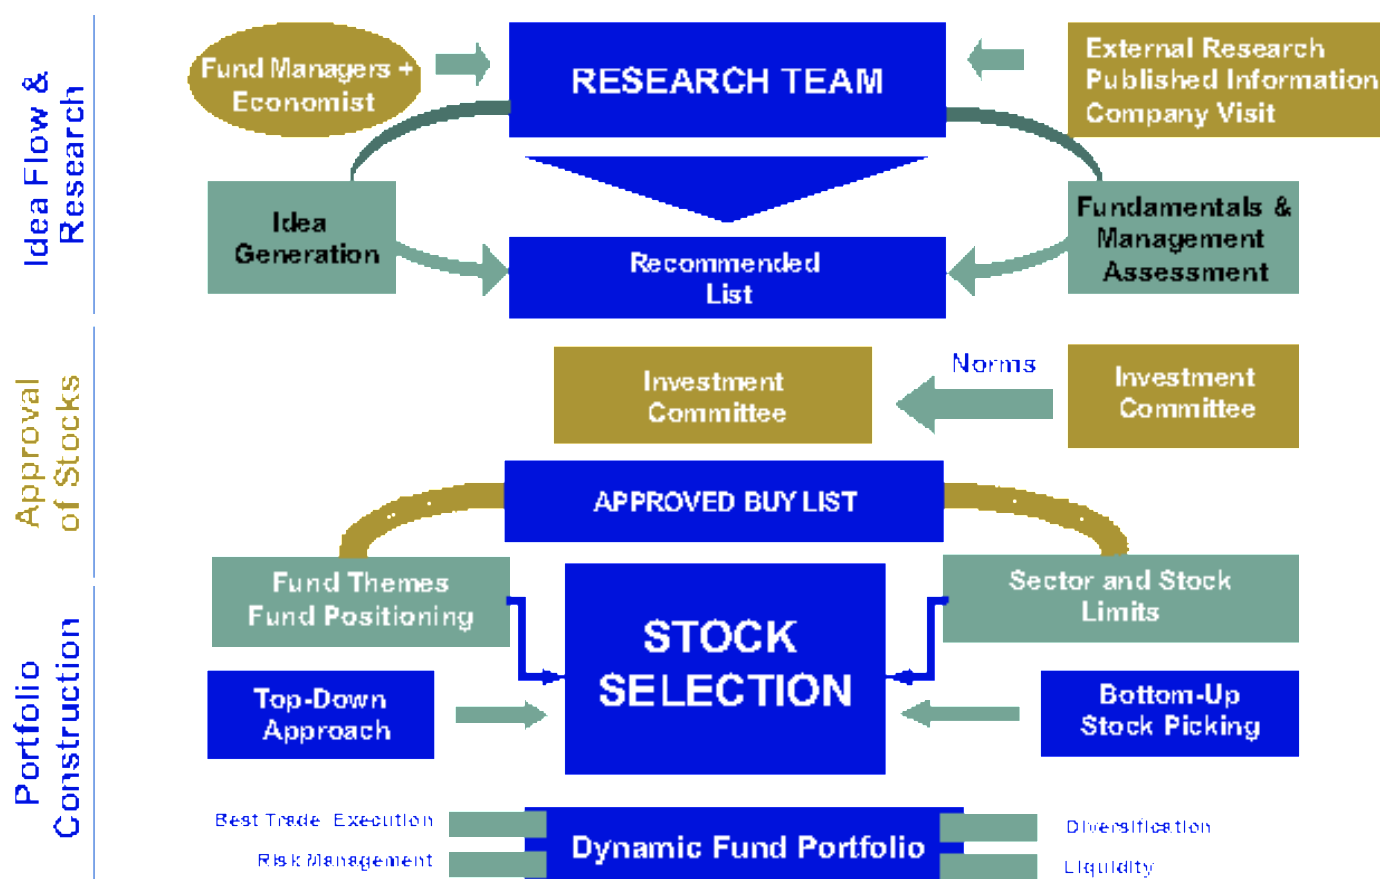 Idea Flow &
Research
Fund Managers +
Economist
RESEARCH TEAM
External Research
Published Information
Company Visit
Idea
Generation
Recommended
List
Fundamentals &
Management
Assessment
Approval
of Stocks
Investment
Committee
Norms
Investment
Committee
APPROVED BUY LIST
Portfolio
Construction
Fund Themes
Fund Positioning
STOCK
SELECTION
Sector and Stock
Limits
Top-Down
Approach
Bottom-Up
Stock Picking
Best Trade Execution
Risk Management
Dynamic Fund Portfolio
Diversification
Liquidity